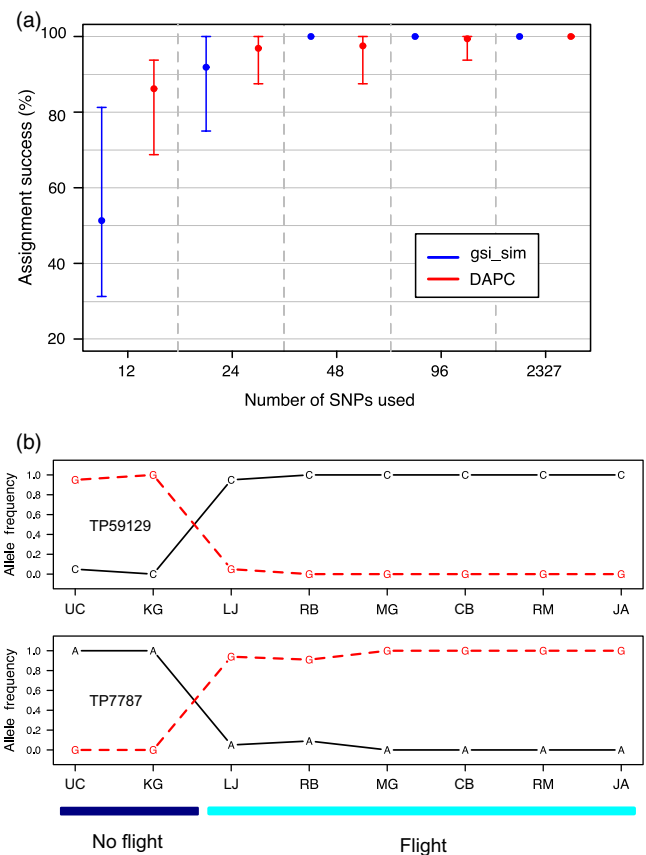 (a)
100
80
60
40
20
Assignment success (%)
gsi_sim
DAPC
12 24 48 96 2327
Number of SNPs used
(b)
Allele frequency
1.0
0.8
0.6
0.4
0.2
0.0
G G C C C C C C
TP59129
C C G G G G G G
UC KG LJ RB MG CB RM JA
Allele frequency
1.0
0.8
0.6
0.4
0.2
0.0
A A G G G G G G
TP7787
G G A A A A A A
UC KG LJ RB MG CB RM JA
No flight Flight